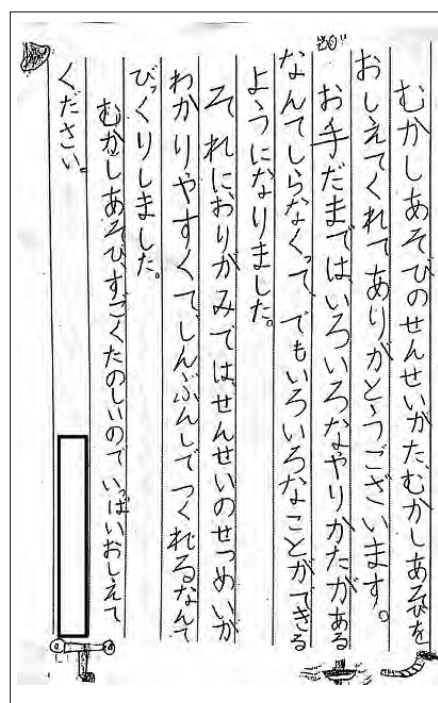 むかしあそびのせんせいがた、むかしあそびを
おしえてくれてありがとうございます。
お手だまでは、いろいろなやりかたがある
なんてしらなくって、でもいろいろなことができる
ようになりました。
それにおりがみではせんせいのせつめいが
わかりやすくて、しんぶんしでつくれるなんて
びっくりしました。
むかしあそび、すごくたのしいのでいっぱいおしえて
ください。